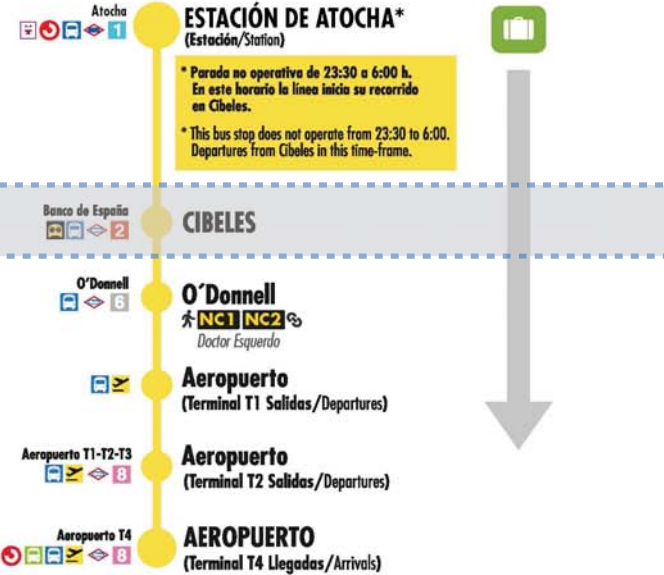 Atocha
1
ESTACIÓN DE ATOCHA*
(Estación/Station)
* Parada no operativa de 23:30 a 6:00 h.
En este horario la línea inicia su recorrido
en Cibeles.
* This bus stop does not operate from 23:30 to 6:00.
Departures from Cibeles in this time-frame.
Banco de España
2
CIBELES
O'Donnell
6
O´Donnell
NC1 NC2
Doctor Esquerdo
Aeropuerto
(Terminal T1 Salidas/Departures)
Aeropuerto T1-T2-T3
8
Aeropuerto
(Terminal T2 Salidas/Departures)
Aeropuerto T4
8
AEROPUERTO
(Terminal T4 Llegadas/Arrivals)